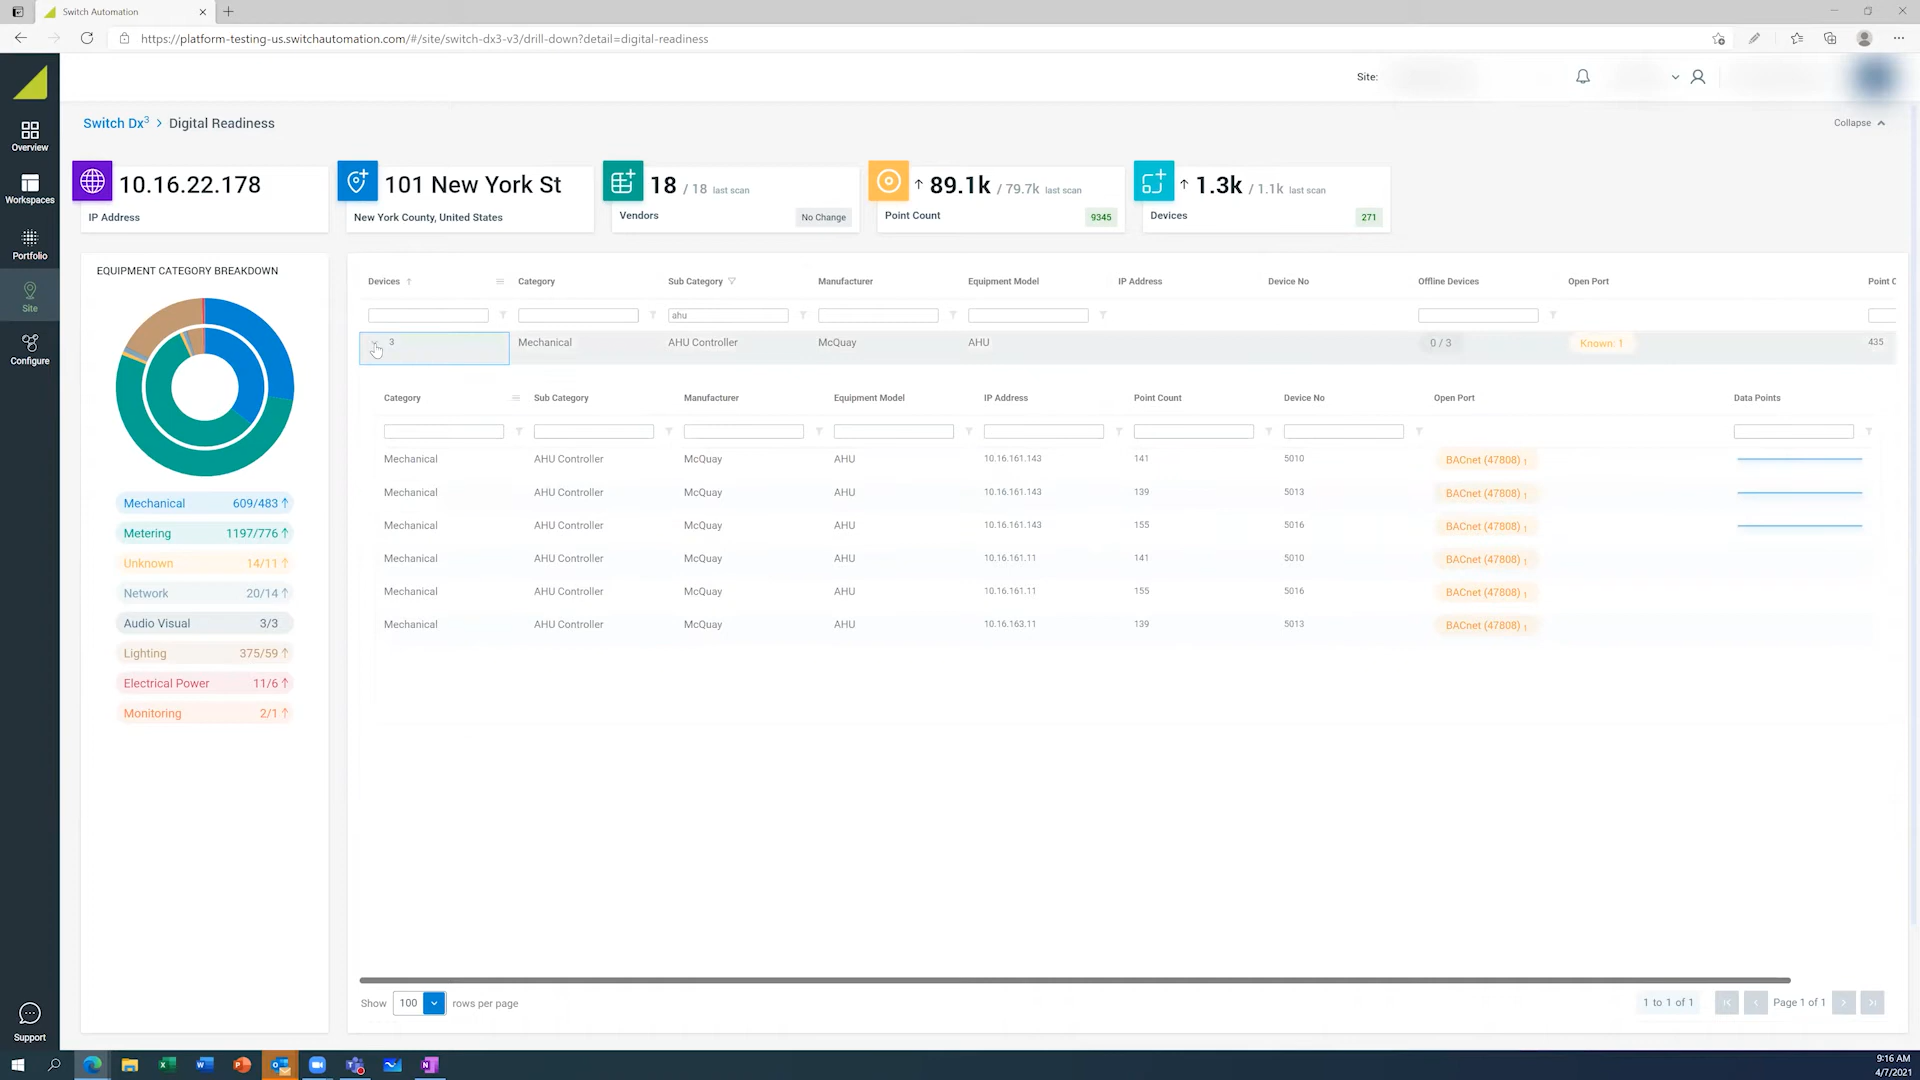 Switch Automation
https://platform-testing-us.switchautomation.com/#/site/switch-dx3-v3/drill-down?detail=digital-readiness
Site:
Overview
Workspaces
Portfolio
Site
Configure
Support
Switch Dx3 > Digital Readiness
Collapse
10.16.22.178
IP Address
101 New York St
New York County, United States
18 / 18 last scan
Vendors No Change
↑ 89.1k / 79.7k last scan
Point Count 9345
↑ 1.3k / 1.1k last scan
Devices 271
EQUIPMENT CATEGORY BREAKDOWN
Mechanical 609/483 ↑
Metering 1197/776 ↑
Unknown 14/11 ↑
Network 20/14 ↑
Audio Visual 3/3
Lighting 375/59 ↑
Electrical Power 11/6 ↑
Monitoring 2/1 ↑
Devices ↑ Category Sub Category Manufacturer Equipment Model IP Address Device No Offline Devices Open Port Point C
ahu
3 Mechanical AHU Controller McQuay AHU 0 / 3 Known: 1 435
Category Sub Category Manufacturer Equipment Model IP Address Point Count Device No Open Port Data Points
Mechanical AHU Controller McQuay AHU 10.16.161.143 141 5010 BACnet (47808) 1
Mechanical AHU Controller McQuay AHU 10.16.161.143 139 5013 BACnet (47808) 1
Mechanical AHU Controller McQuay AHU 10.16.161.143 155 5016 BACnet (47808) 1
Mechanical AHU Controller McQuay AHU 10.16.161.11 141 5010 BACnet (47808) 1
Mechanical AHU Controller McQuay AHU 10.16.161.11 155 5016 BACnet (47808) 1
Mechanical AHU Controller McQuay AHU 10.16.163.11 139 5013 BACnet (47808) 1
Show 100 rows per page
1 to 1 of 1
Page 1 of 1
9:16 AM
4/7/2021